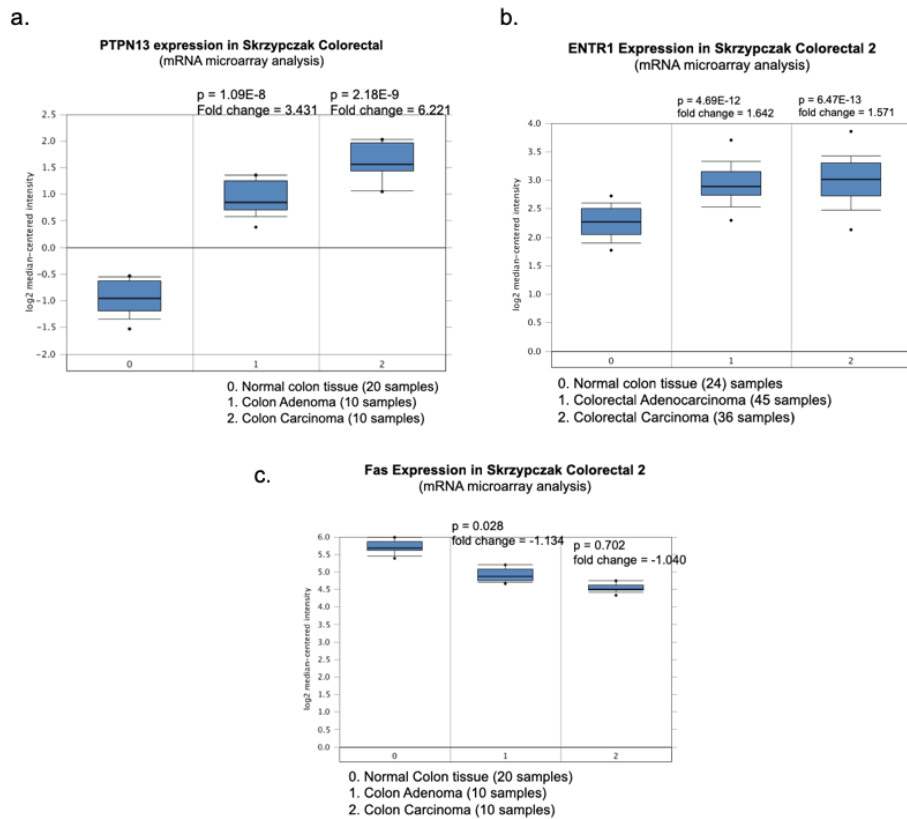 a.
PTPN13 expression in Skrzypczak Colorectal
(mRNA microarray analysis)
p = 1.09E-8
Fold change = 3.431
p = 2.18E-9
Fold change = 6.221
log2 median-centered intensity
2.5
2.0
1.5
1.0
0.5
0.0
−0.5
−1.0
−1.5
−2.0
0
1
2
0. Normal colon tissue (20 samples)
1. Colon Adenoma (10 samples)
2. Colon Carcinoma (10 samples)
b.
ENTR1 Expression in Skrzypczak Colorectal 2
(mRNA microarray analysis)
p = 4.69E-12
fold change = 1.642
p = 6.47E-13
fold change = 1.571
log2 median-centered intensity
4.0
3.5
3.0
2.5
2.0
1.5
1.0
0.5
0.0
0
1
2
0. Normal colon tissue (24) samples
1. Colorectal Adenocarcinoma (45 samples)
2. Colorectal Carcinoma (36 samples)
c.
Fas Expression in Skrzypczak Colorectal 2
(mRNA microarray analysis)
p = 0.028
fold change = -1.134
p = 0.702
fold change = -1.040
log2 median-centered intensity
6.0
5.5
5.0
4.5
4.0
3.5
3.0
2.5
2.0
1.5
1.0
0.5
0.0
0
1
2
0. Normal Colon tissue (20 samples)
1. Colon Adenoma (10 samples)
2. Colon Carcinoma (10 samples)